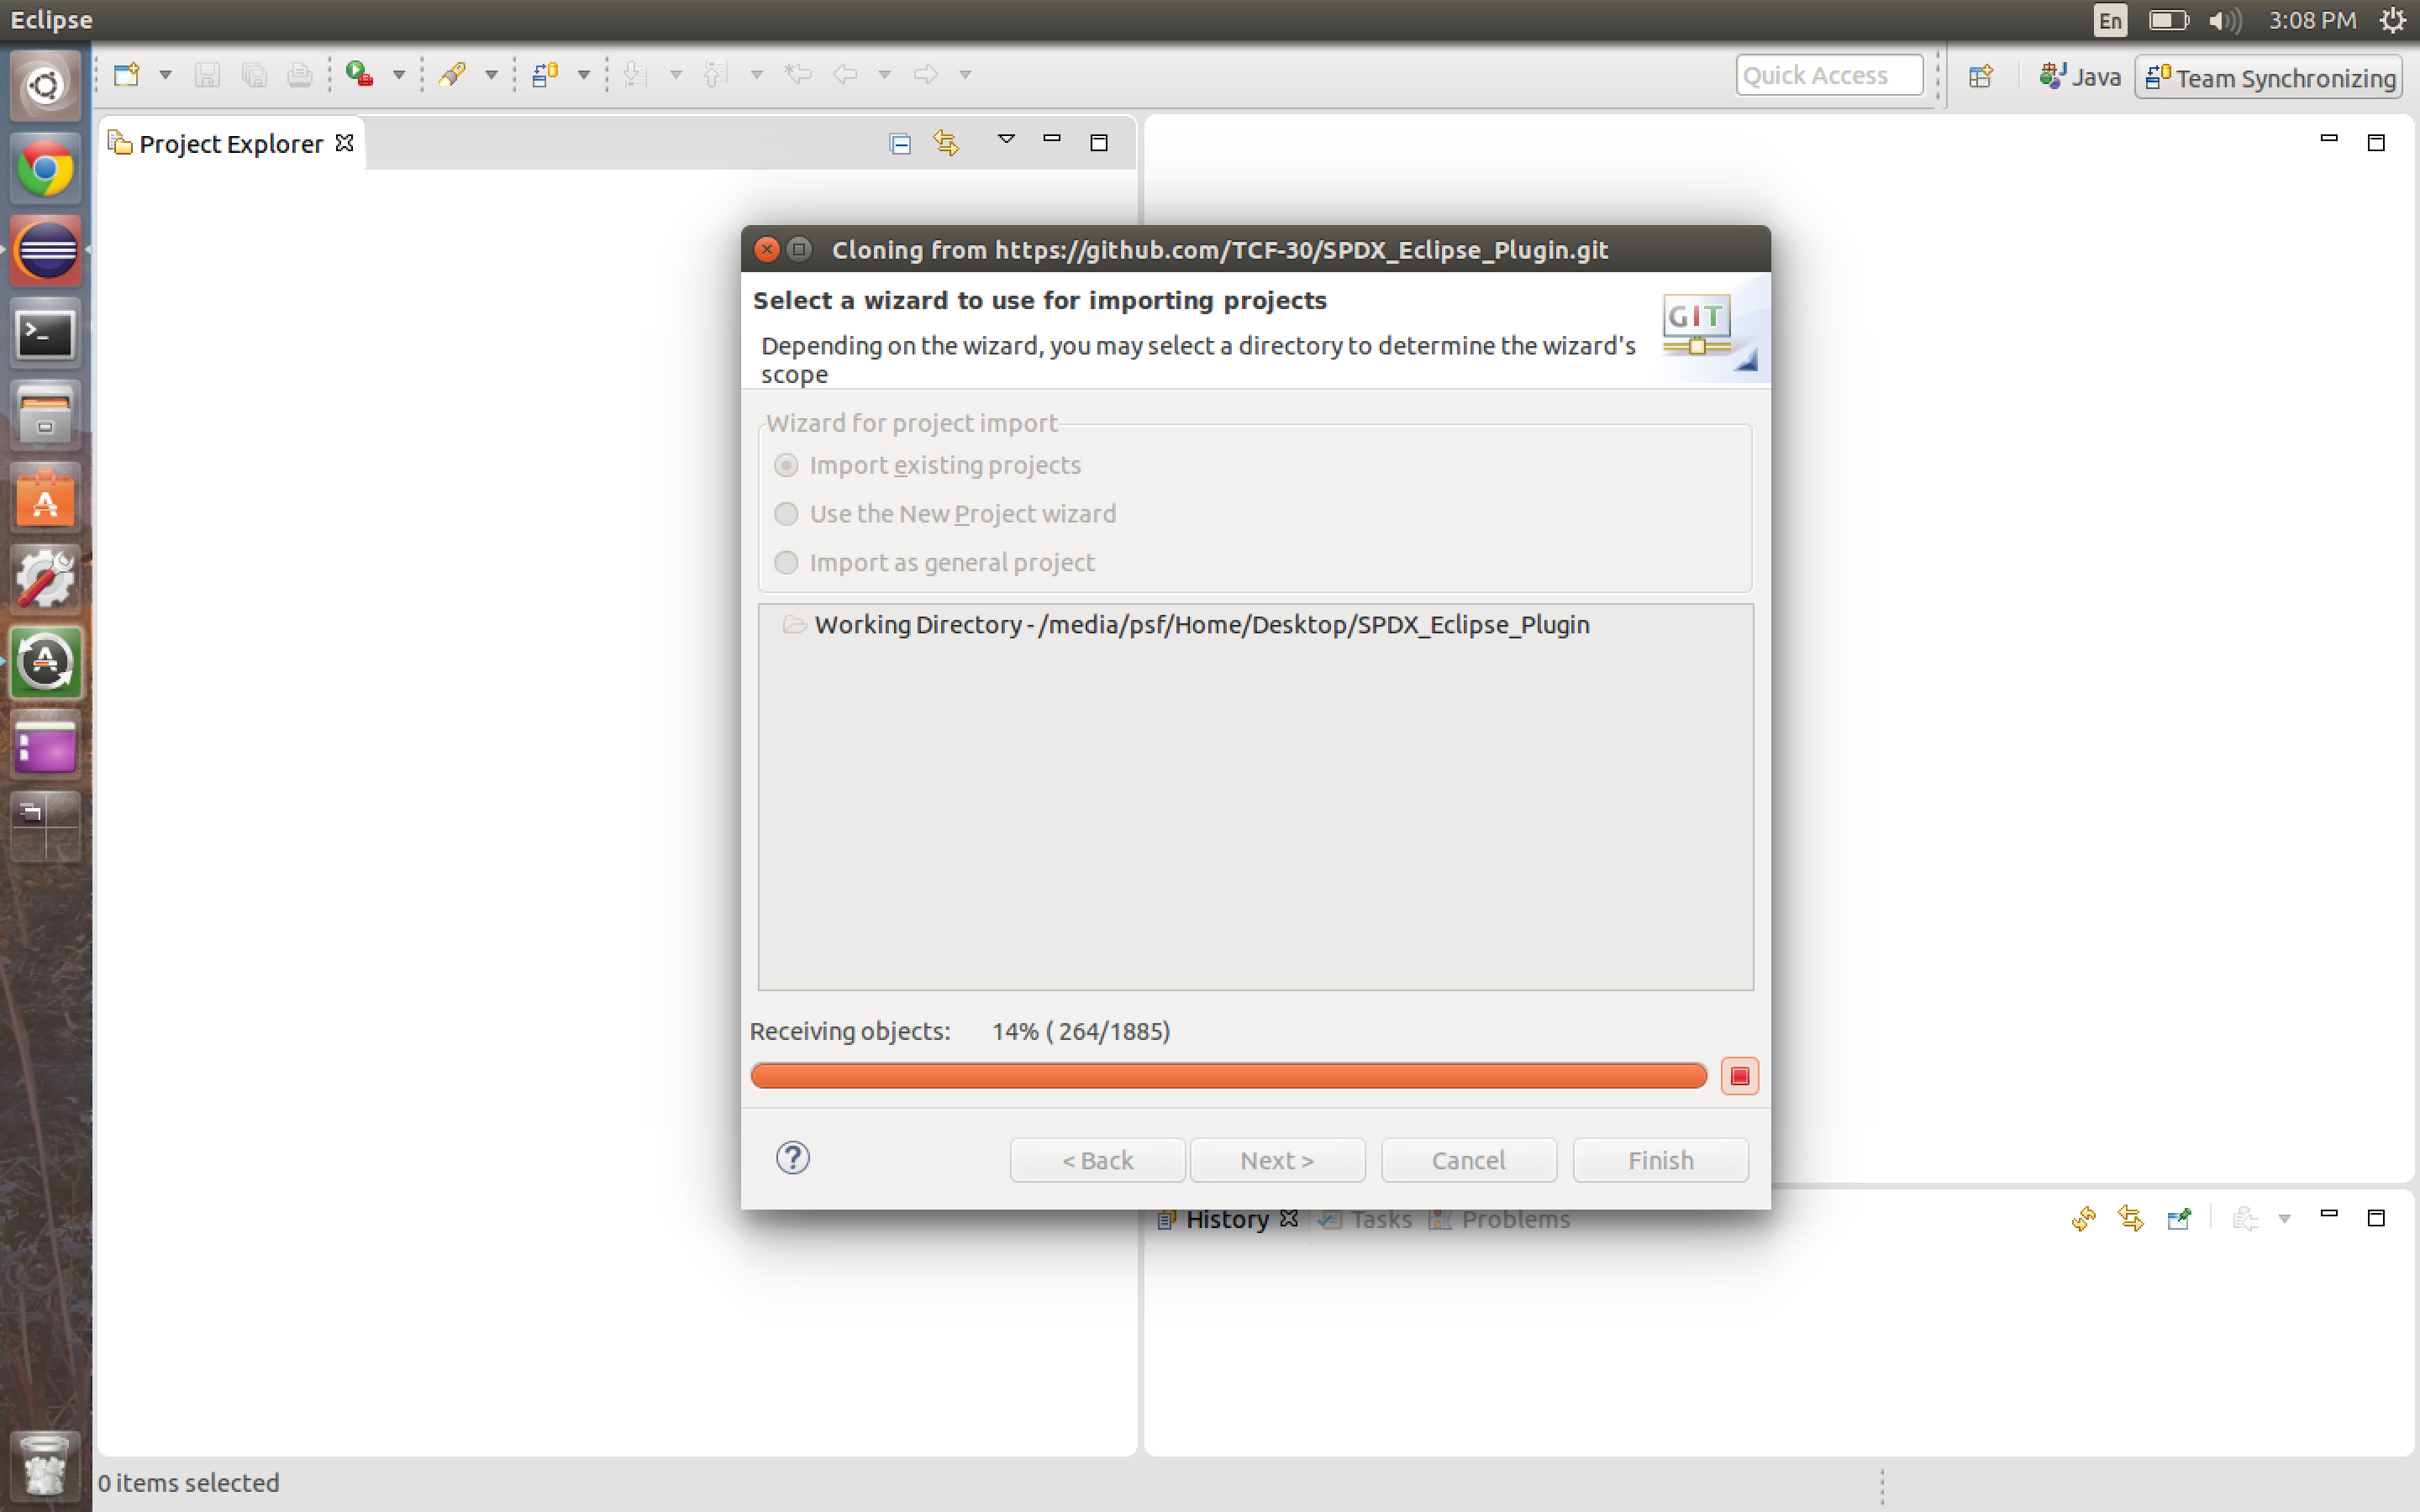 Eclipse
En
3:08 PM
Quick Access
Java
Team Synchronizing
Project Explorer
Cloning from https://github.com/TCF-30/SPDX_Eclipse_Plugin.git
Select a wizard to use for importing projects
Depending on the wizard, you may select a directory to determine the wizard's
scope
GIT
Wizard for project import
Import existing projects
Use the New Project wizard
Import as general project
Working Directory - /media/psf/Home/Desktop/SPDX_Eclipse_Plugin
Receiving objects: 14% ( 264/1885)
?
< Back
Next >
Cancel
Finish
History
Tasks
Problems
0 items selected